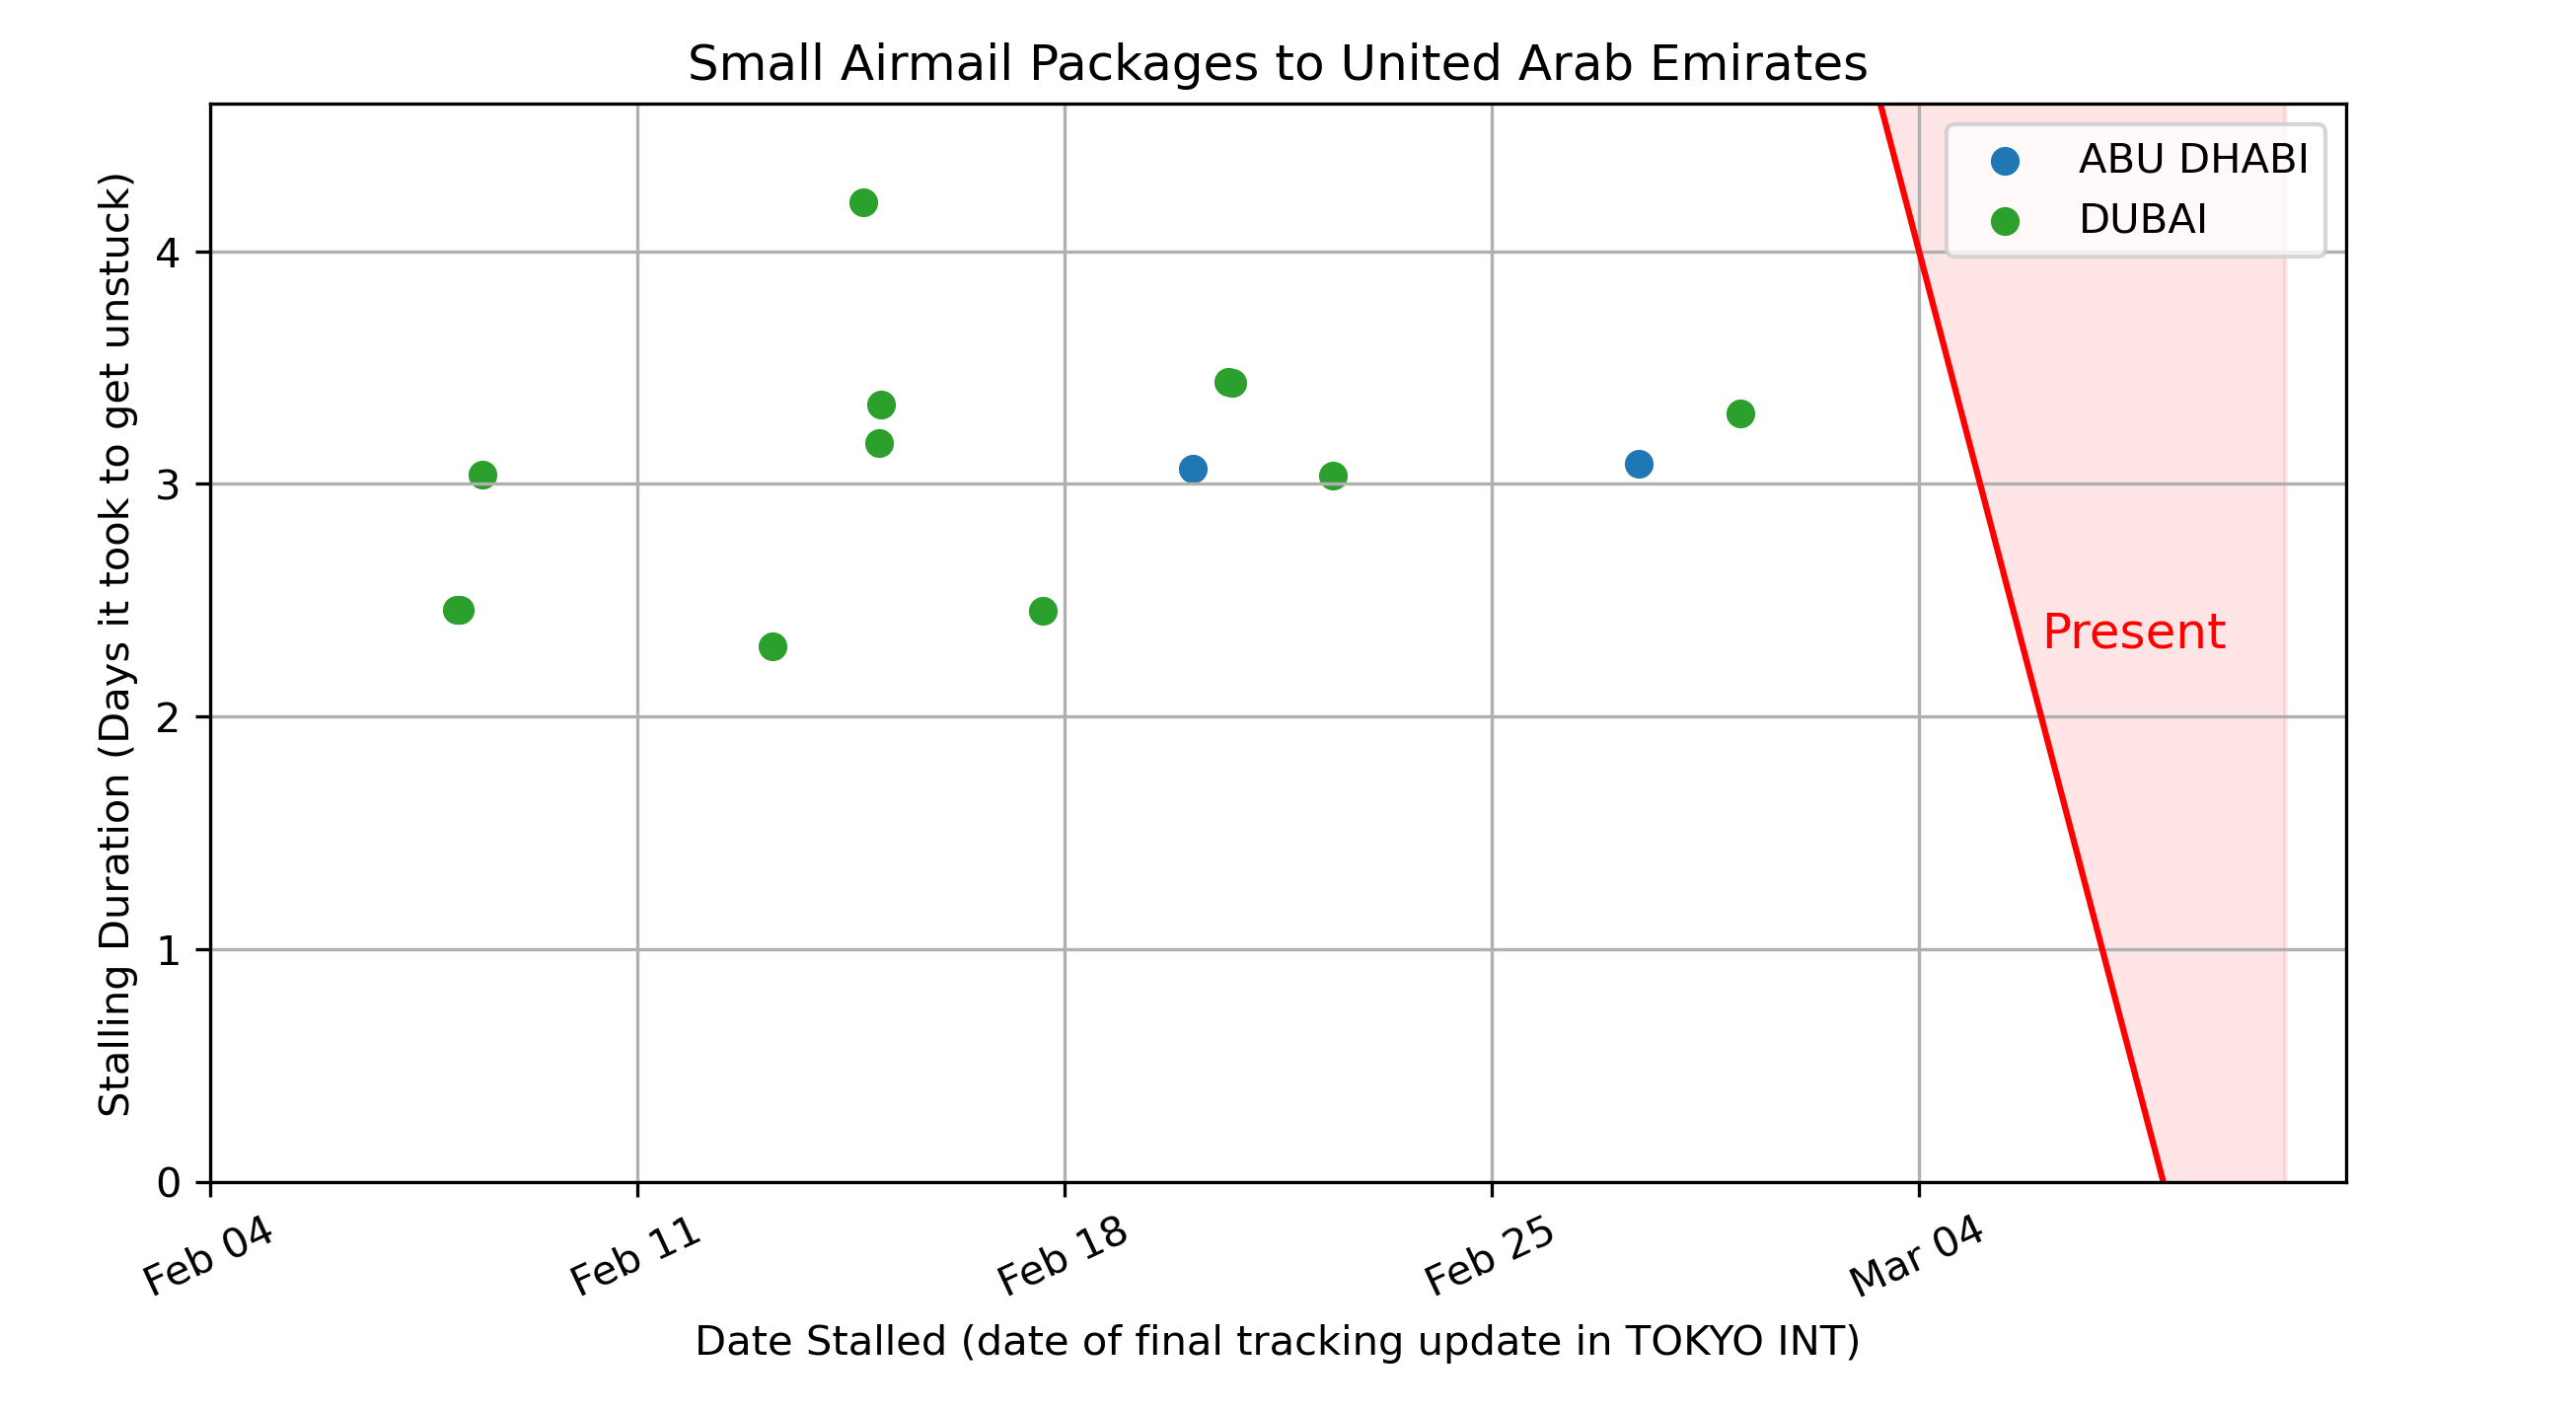 Small Airmail Packages to United Arab Emirates
Stalling Duration (Days it took to get unstuck)
4
3
2
1
0
ABU DHABI
DUBAI
Present
Feb 04
Feb 11
Feb 18
Feb 25
Mar 04
Date Stalled (date of final tracking update in TOKYO INT)